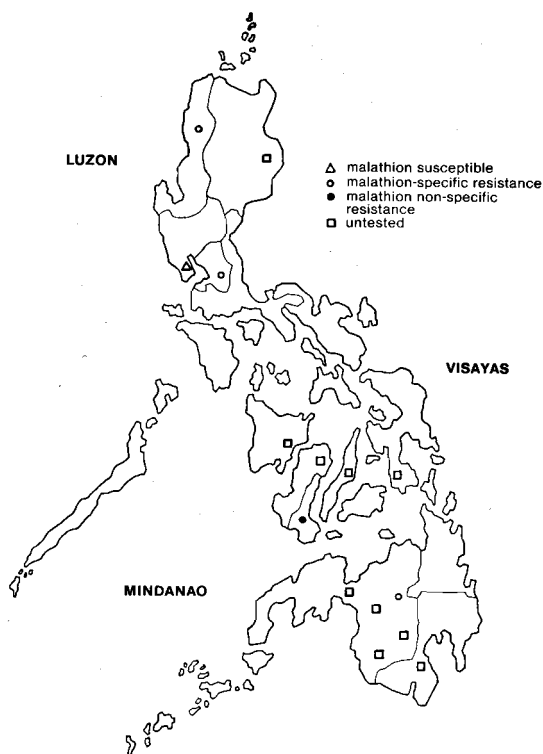 LUZON
malathion susceptible
malathion-specific resistance
malathion non-specific
resistance
untested
VISAYAS
MINDANAO